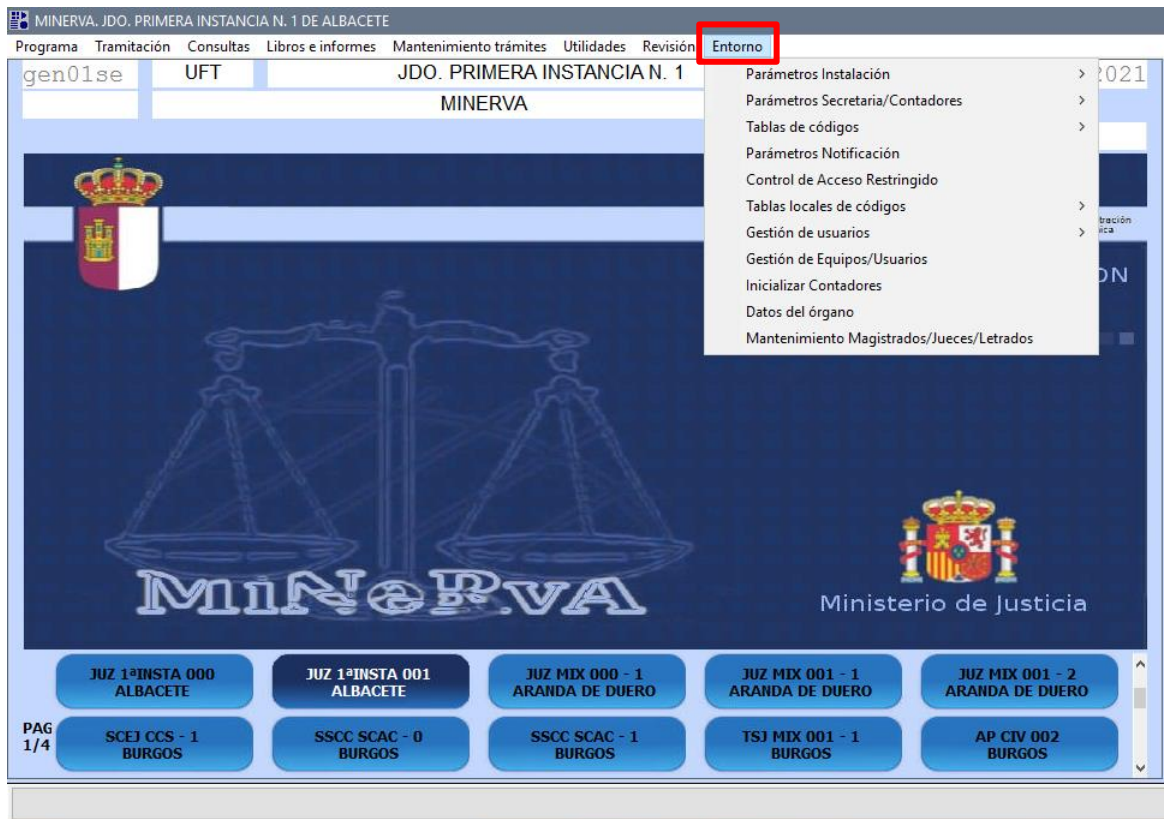 MINERVA. JDO. PRIMERA INSTANCIA N. 1 DE ALBACETE
Programa Tramitación Consultas Libros e informes Mantenimiento trámites Utilidades Revisión Entorno
gen01se UFT JDO. PRIMERA INSTANCIA N. 1 2021
MINERVA
Parámetros Instalación
Parámetros Secretaria/Contadores
Tablas de códigos
Parámetros Notificación
Control de Acceso Restringido
Tablas locales de códigos
Gestión de usuarios
Gestión de Equipos/Usuarios
Inicializar Contadores
Datos del órgano
Mantenimiento Magistrados/Jueces/Letrados
MiNeRvA
Ministerio de Justicia
JUZ 1ªINSTA 000 ALBACETE
JUZ 1ªINSTA 001 ALBACETE
JUZ MIX 000 - 1 ARANDA DE DUERO
JUZ MIX 001 - 1 ARANDA DE DUERO
JUZ MIX 001 - 2 ARANDA DE DUERO
PAG 1/4
SCEJ CCS - 1 BURGOS
SSCC SCAC - 0 BURGOS
SSCC SCAC - 1 BURGOS
TSJ MIX 001 - 1 BURGOS
AP CIV 002 BURGOS